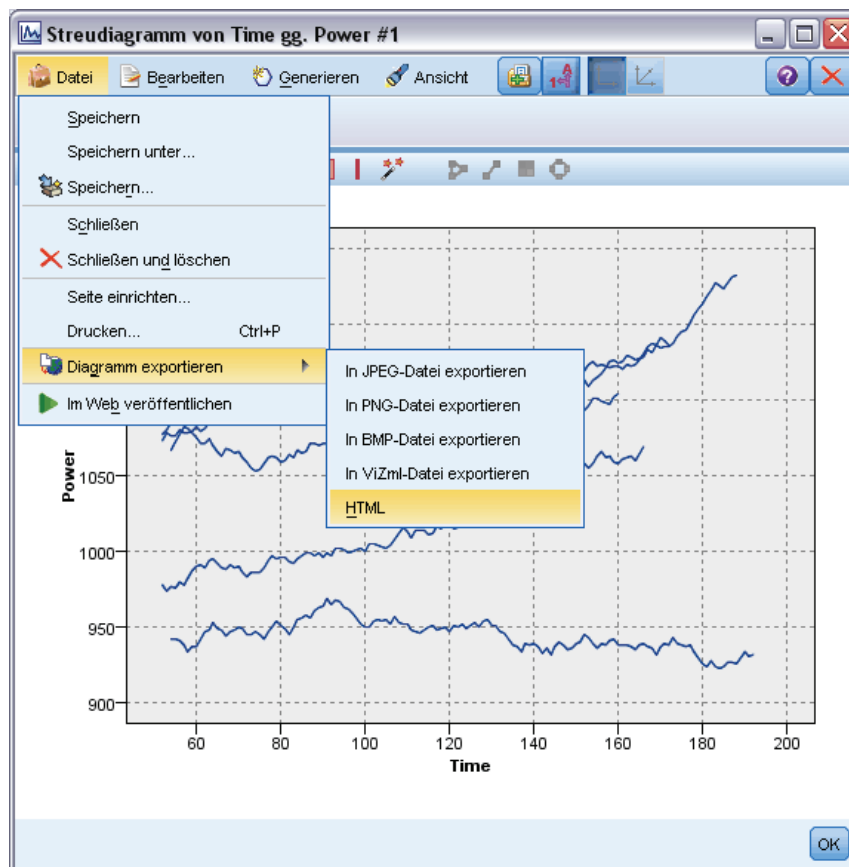 Streudiagramm von Time gg. Power #1
Datei Bearbeiten Generieren Ansicht
Speichern
Speichern unter...
Speichern...
Schließen
Schließen und löschen
Seite einrichten...
Drucken... Ctrl+P
Diagramm exportieren
Im Web veröffentlichen
In JPEG-Datei exportieren
In PNG-Datei exportieren
In BMP-Datei exportieren
In ViZml-Datei exportieren
HTML
Power
1050
1000
950
900
60 80 100 120 140 160 180 200
Time
OK